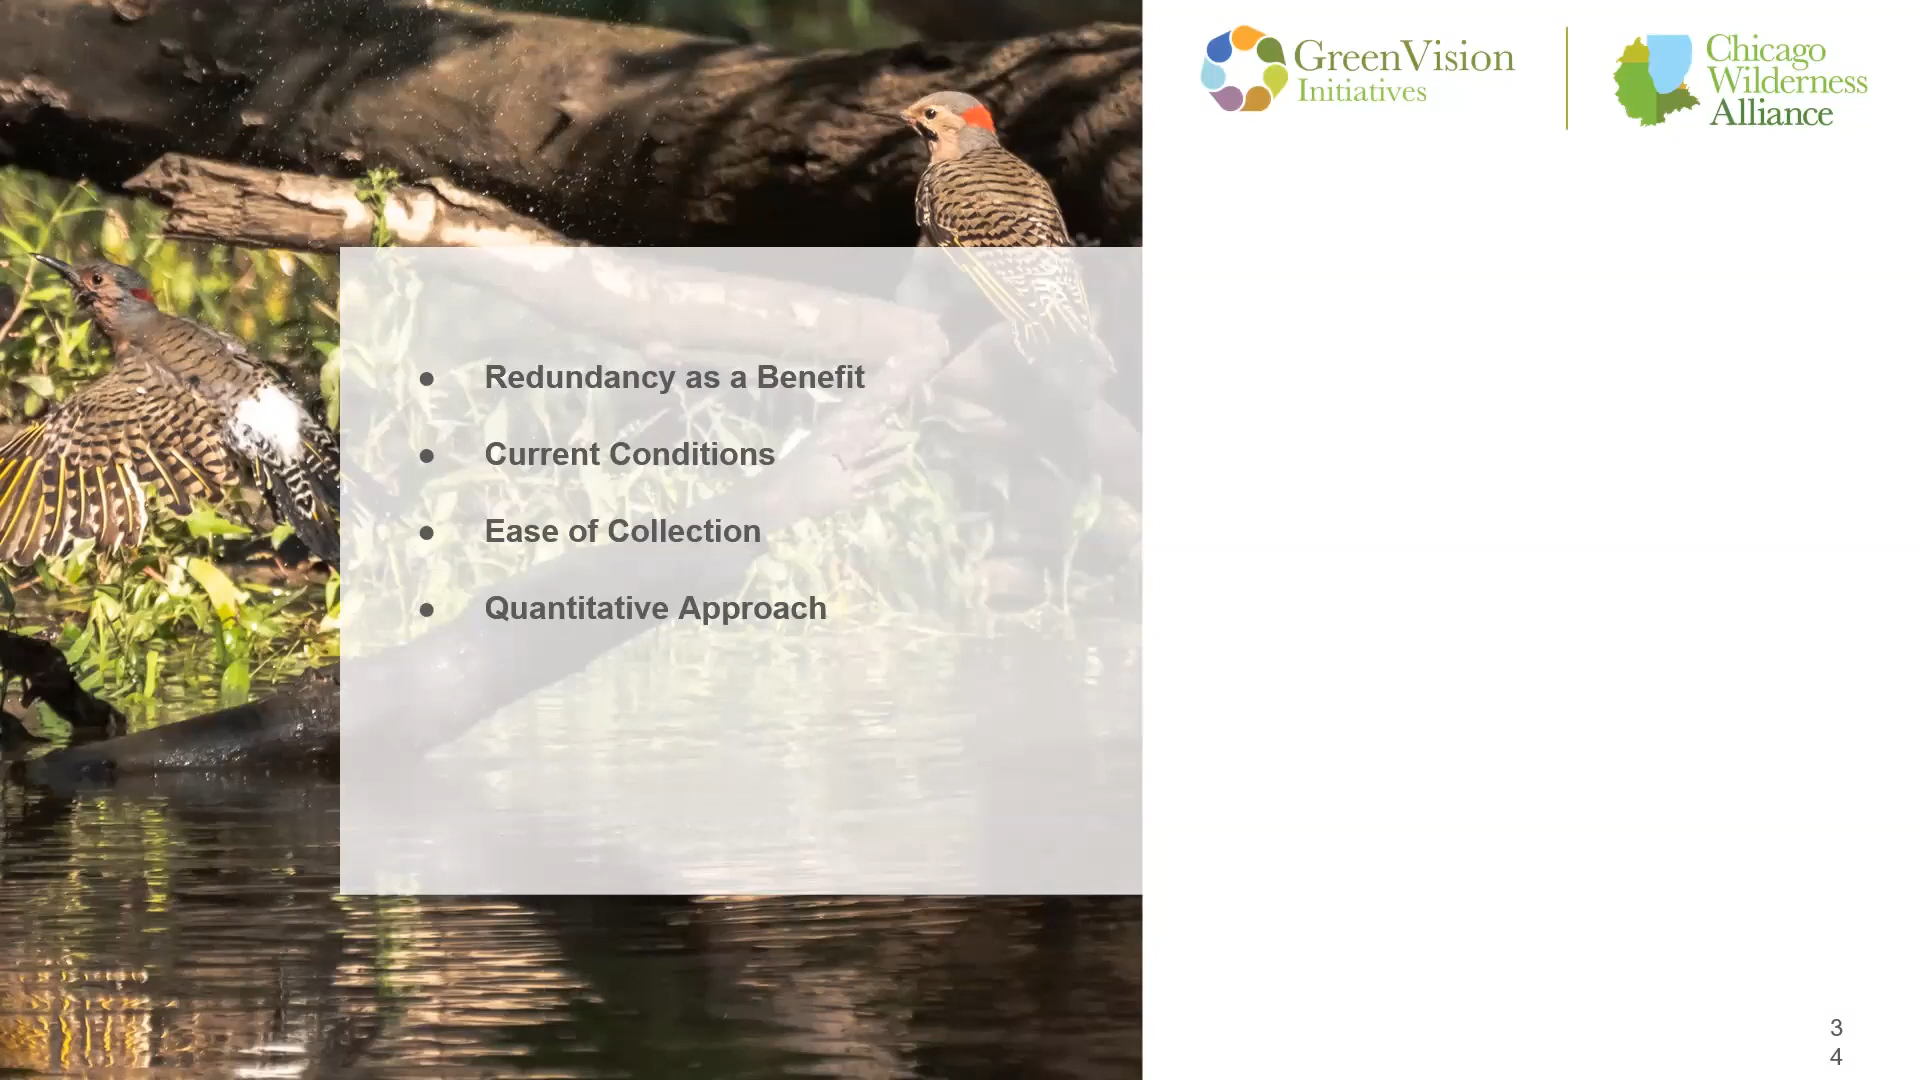 GreenVision
Initiatives
Chicago
Wilderness
Alliance
● Redundancy as a Benefit
● Current Conditions
● Ease of Collection
● Quantitative Approach
3
4